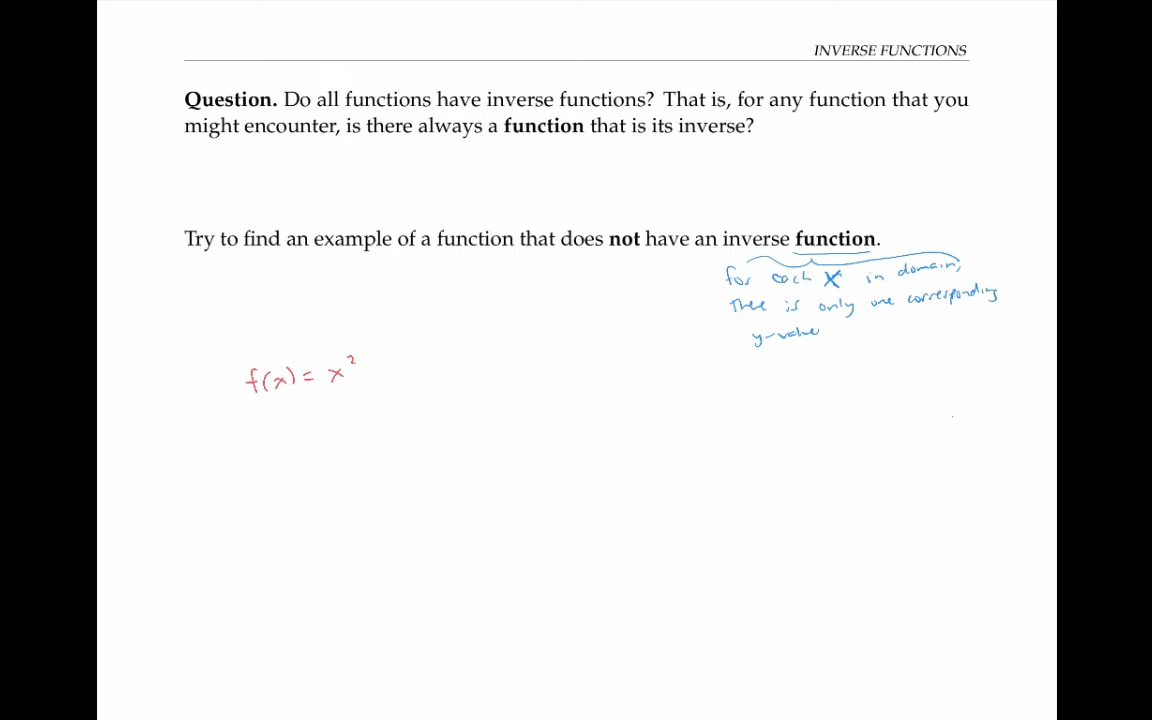 INVERSE FUNCTIONS
Question. Do all functions have inverse functions? That is, for any function that you
might encounter, is there always a function that is its inverse?
Try to find an example of a function that does not have an inverse function.
for each x in domain,
there is only one corresponding
y-value
f(x) = x²